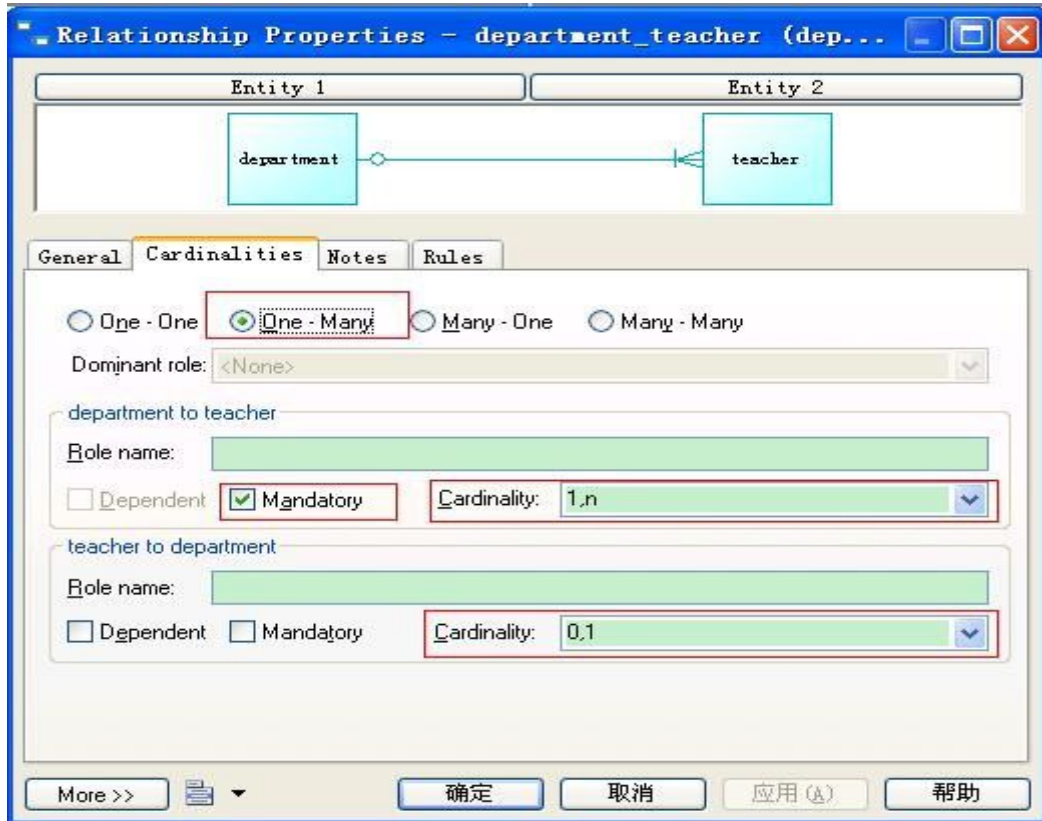 Relationship Properties - department_teacher (dep...
Entity 1 Entity 2
department teacher
General Cardinalities Notes Rules
One - One One - Many Many - One Many - Many
Dominant role: <None>
department to teacher
Role name:
Dependent Mandatory Cardinality: 1,n
teacher to department
Role name:
Dependent Mandatory Cardinality: 0,1
More >> 确定 取消 应用(A) 帮助